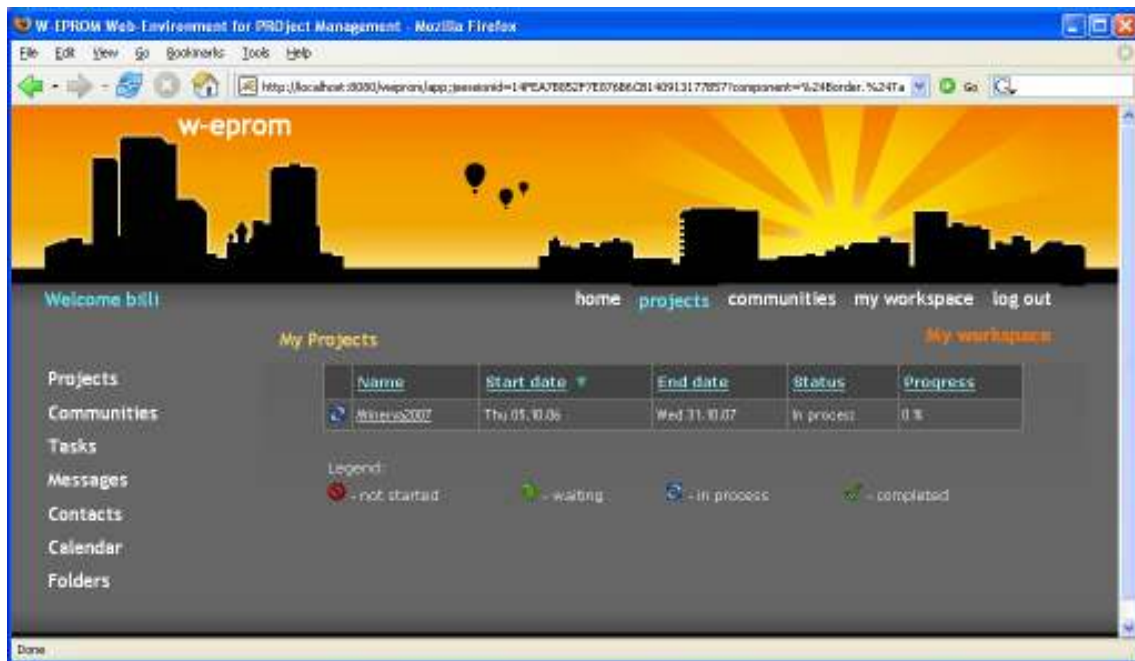 W-EPROM Web-Environment for PROject Management - Mozilla Firefox
File Edit View Go Bookmarks Tools Help
Go
w-eprom
Welcome billi
home projects communities my workspace log out
My workspace
My Projects
Projects
Communities
Tasks
Messages
Contacts
Calendar
Folders
Name Start date End date Status Progress
Minerva2007 Thu 05.10.06 Wed 31.10.07 In process 0 %
Legend:
- not started - waiting - in process - completed
Done